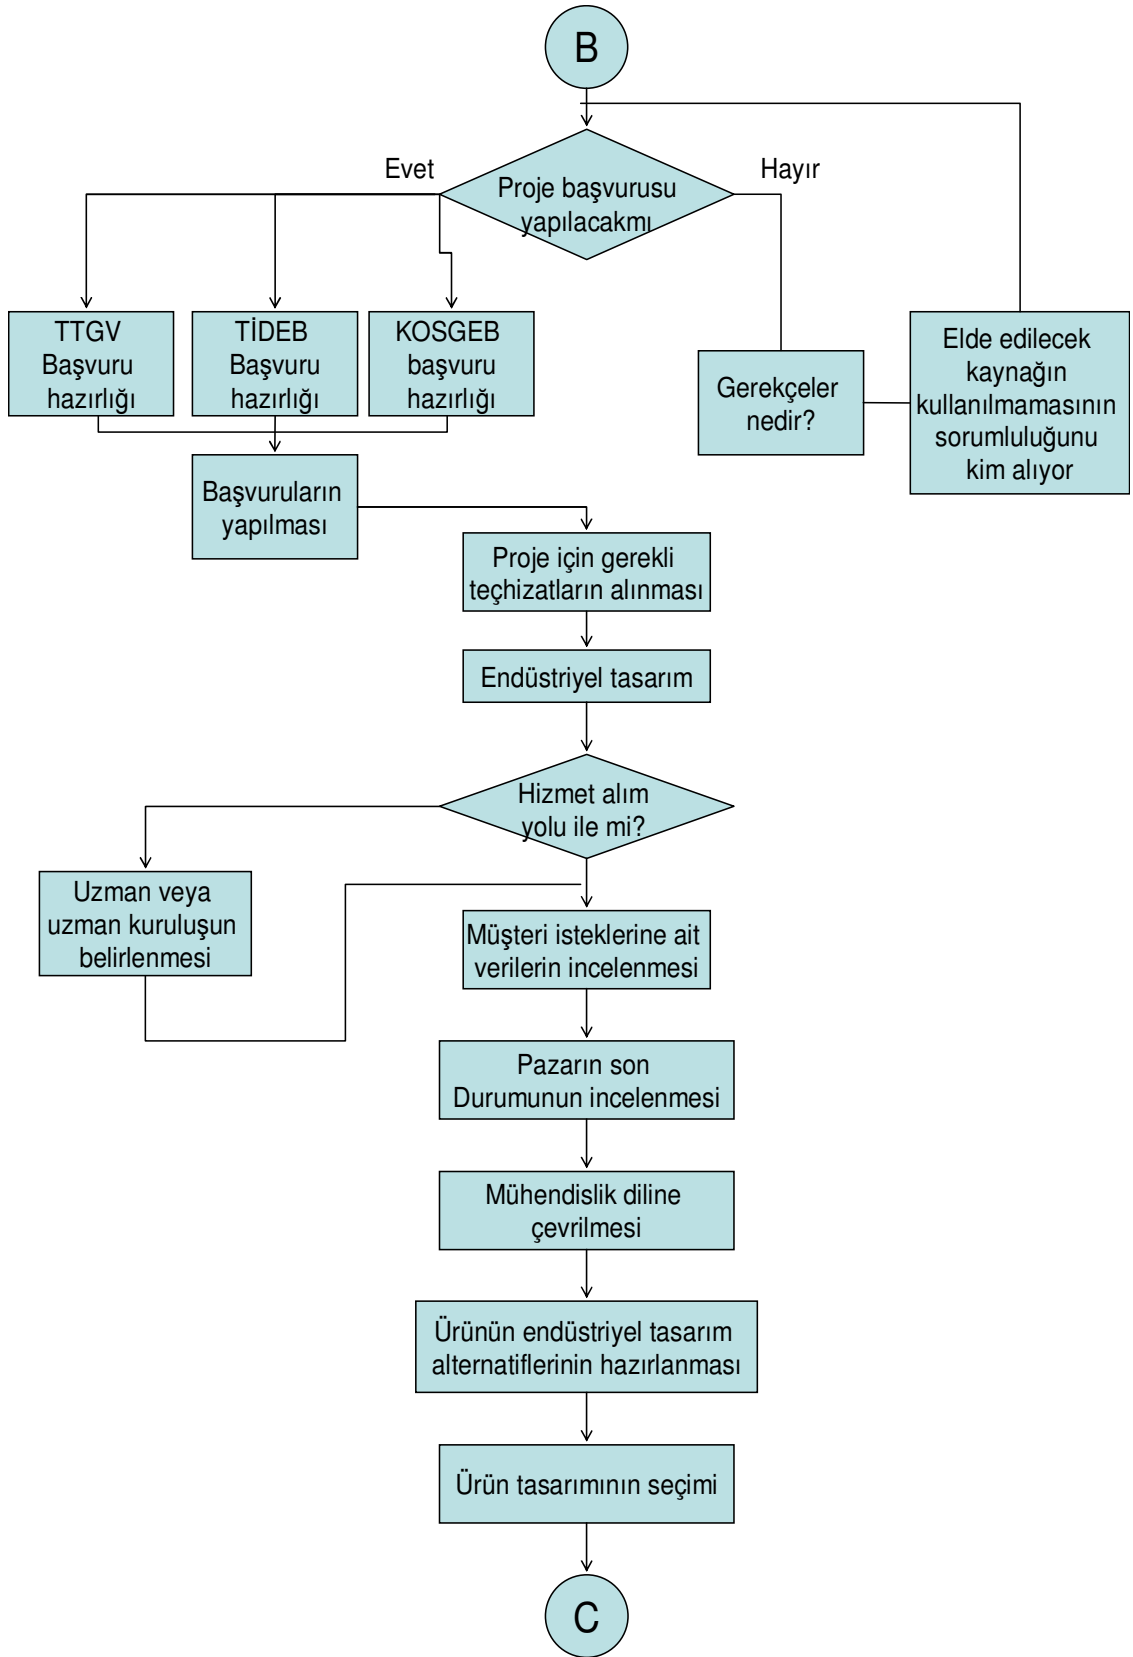 B
Evet
Hayır
Proje başvurusu
yapılacakmı
TTGV
Başvuru
hazırlığı
TİDEB
Başvuru
hazırlığı
KOSGEB
başvuru
hazırlığı
Gerekçeler
nedir?
Elde edilecek
kaynağın
kullanılmamasının
sorumluluğunu
kim alıyor
Başvuruların
yapılması
Proje için gerekli
teçhizatların alınması
Endüstriyel tasarım
Hizmet alım
yolu ile mi?
Uzman veya
uzman kuruluşun
belirlenmesi
Müşteri isteklerine ait
verilerin incelenmesi
Pazarın son
Durumunun incelenmesi
Mühendislik diline
çevrilmesi
Ürünün endüstriyel tasarım
alternatiflerinin hazırlanması
Ürün tasarımının seçimi
C